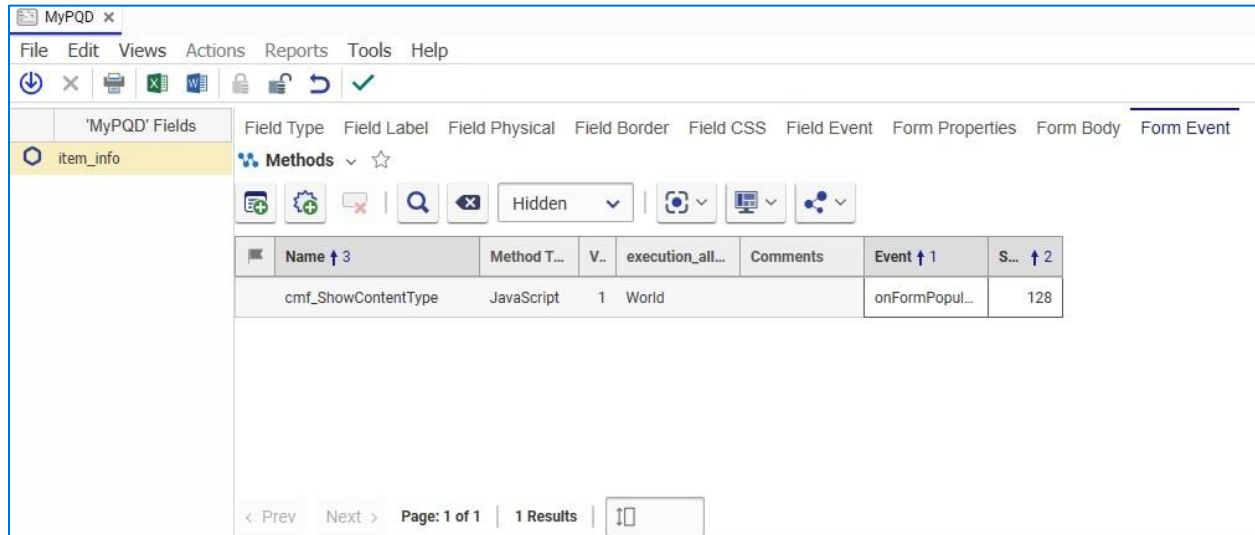 MyPQD ×
File Edit Views Actions Reports Tools Help
'MyPQD' Fields
item_info
Field Type Field Label Field Physical Field Border Field CSS Field Event Form Properties Form Body Form Event
Methods
Hidden
Name 3 Method T... V.. execution_all... Comments Event 1 S... 2
cmf_ShowContentType JavaScript 1 World onFormPopul... 128
< Prev Next > Page: 1 of 1 | 1 Results